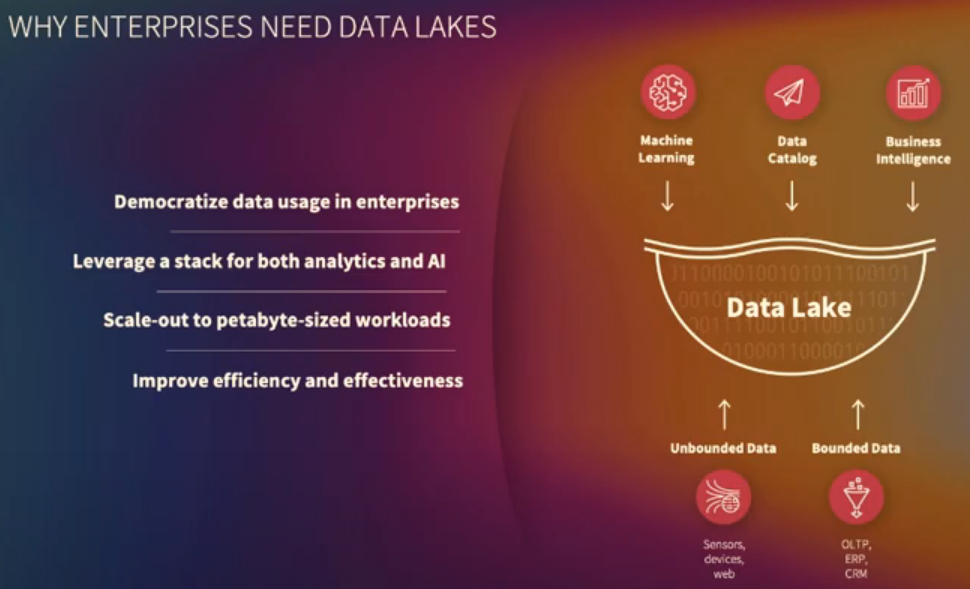 WHY ENTERPRISES NEED DATA LAKES
Democratize data usage in enterprises
Leverage a stack for both analytics and AI
Scale-out to petabyte-sized workloads
Improve efficiency and effectiveness
Machine
Learning
Data
Catalog
Business
Intelligence
Data Lake
Unbounded Data
Bounded Data
Sensors,
devices,
web
OLTP,
ERP,
CRM